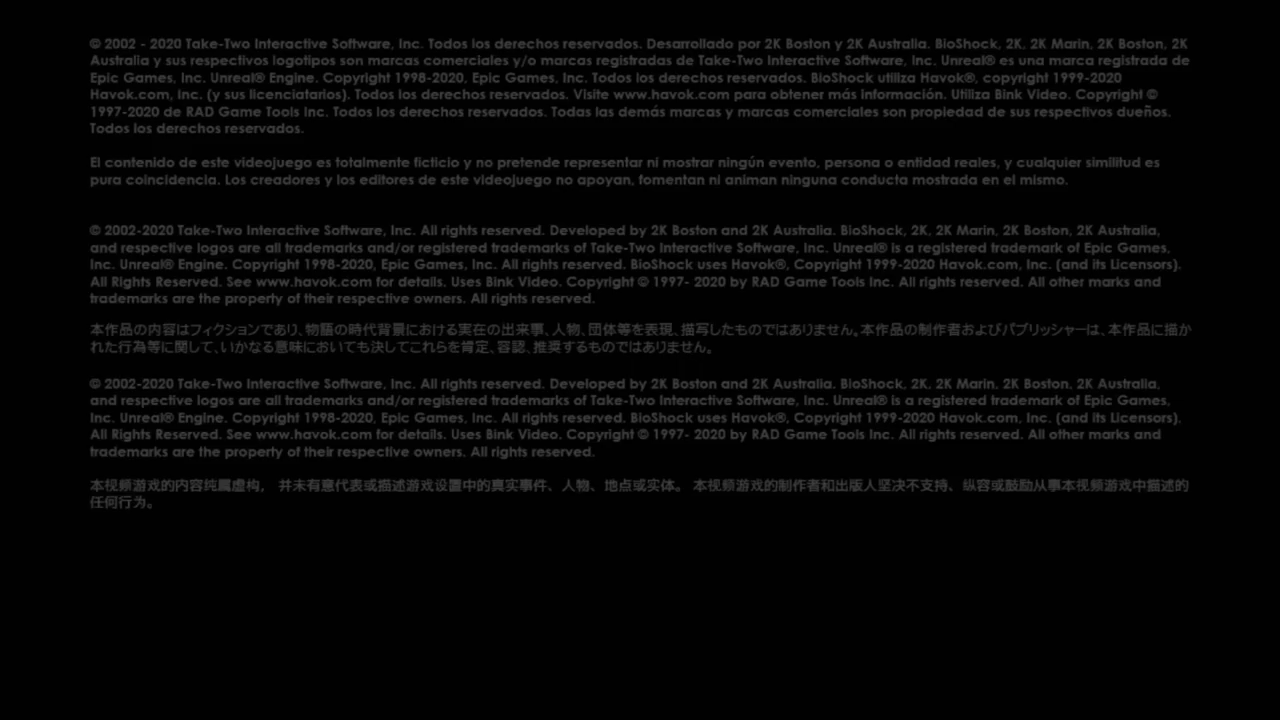 © 2002 - 2020 Take-Two Interactive Software, Inc. Todos los derechos reservados. Desarrollado por 2K Boston y 2K Australia. BioShock, 2K, 2K Marin, 2K Boston, 2K
Australia y sus respectivos logotipos son marcas comerciales y/o marcas registradas de Take-Two Interactive Software, Inc. Unreal® es una marca registrada de
Epic Games, Inc. Unreal® Engine. Copyright 1998-2020, Epic Games, Inc. Todos los derechos reservados. BioShock utiliza Havok®, copyright 1999-2020
Havok.com, Inc. (y sus licenciatarios). Todos los derechos reservados. Visite www.havok.com para obtener más información. Utiliza Bink Video. Copyright ©
1997-2020 de RAD Game Tools Inc. Todos los derechos reservados. Todas las demás marcas y marcas comerciales son propiedad de sus respectivos dueños.
Todos los derechos reservados.
El contenido de este videojuego es totalmente ficticio y no pretende representar ni mostrar ningún evento, persona o entidad reales, y cualquier similitud es
pura coincidencia. Los creadores y los editores de este videojuego no apoyan, fomentan ni animan ninguna conducta mostrada en el mismo.
© 2002-2020 Take-Two Interactive Software, Inc. All rights reserved. Developed by 2K Boston and 2K Australia. BioShock, 2K, 2K Marin, 2K Boston, 2K Australia,
and respective logos are all trademarks and/or registered trademarks of Take-Two Interactive Software, Inc. Unreal® is a registered trademark of Epic Games,
Inc. Unreal® Engine. Copyright 1998-2020, Epic Games, Inc. All rights reserved. BioShock uses Havok®, Copyright 1999-2020 Havok.com, Inc. (and its Licensors).
All Rights Reserved. See www.havok.com for details. Uses Bink Video. Copyright © 1997- 2020 by RAD Game Tools Inc. All rights reserved. All other marks and
trademarks are the property of their respective owners. All rights reserved.
本作品の内容はフィクションであり、物語の時代背景における実在の出来事、人物、団体等を表現、描写したものではありません。本作品の制作者およびパブリッシャーは、本作品に描か
れた行為等に関して、いかなる意味においても決してこれらを肯定、容認、推奨するものではありません。
© 2002-2020 Take-Two Interactive Software, Inc. All rights reserved. Developed by 2K Boston and 2K Australia. BioShock, 2K, 2K Marin, 2K Boston, 2K Australia,
and respective logos are all trademarks and/or registered trademarks of Take-Two Interactive Software, Inc. Unreal® is a registered trademark of Epic Games,
Inc. Unreal® Engine. Copyright 1998-2020, Epic Games, Inc. All rights reserved. BioShock uses Havok®, Copyright 1999-2020 Havok.com, Inc. (and its Licensors).
All Rights Reserved. See www.havok.com for details. Uses Bink Video. Copyright © 1997- 2020 by RAD Game Tools Inc. All rights reserved. All other marks and
trademarks are the property of their respective owners. All rights reserved.
本视频游戏的内容纯属虚构， 并未有意代表或描述游戏设置中的真实事件、人物、地点或实体。 本视频游戏的制作者和出版人坚决不支持、纵容或鼓励从事本视频游戏中描述的
任何行为。